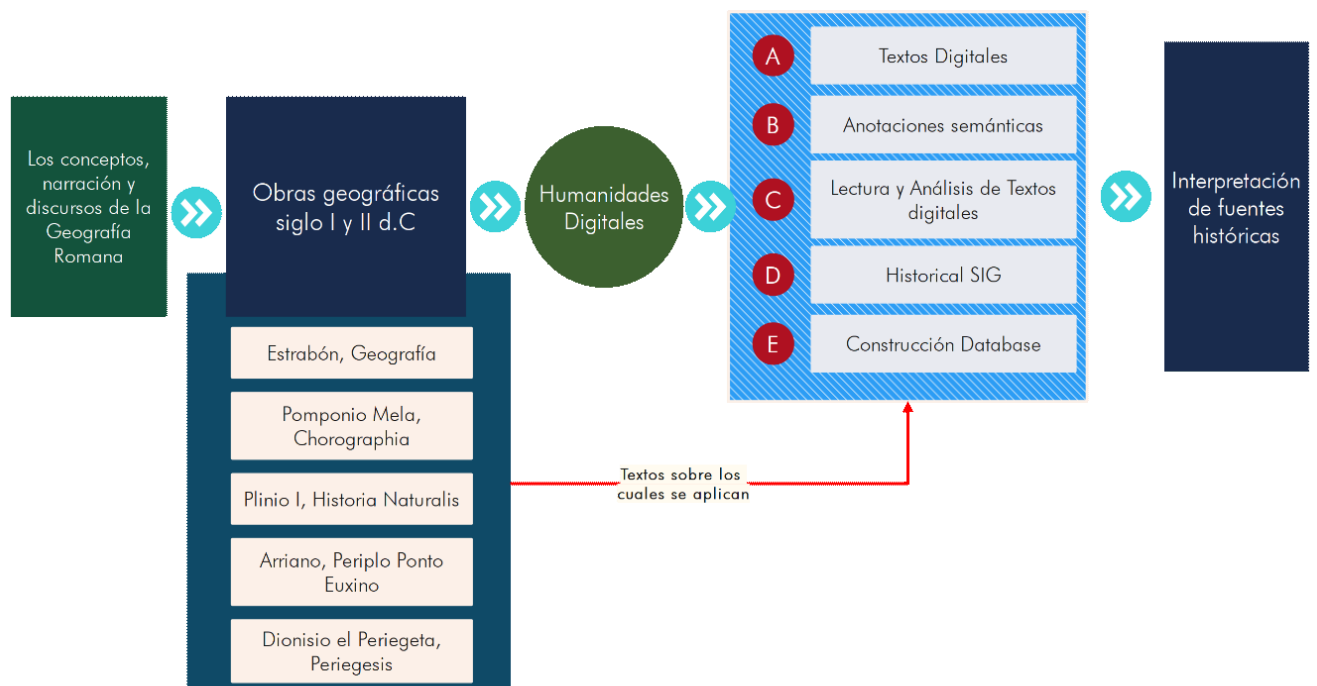 Los conceptos,
narración y
discursos de la
Geografía
Romana
Obras geográficas
siglo I y II d.C
Estrabón, Geografía
Pomponio Mela,
Chorographia
Plinio I, Historia Naturalis
Arriano, Periplo Ponto
Euxino
Dionisio el Periegeta,
Periegesis
Humanidades
Digitales
Textos sobre los
cuales se aplican
A
Textos Digitales
B
Anotaciones semánticas
C
Lectura y Análisis de Textos
digitales
D
Historical SIG
E
Construcción Database
Interpretación
de fuentes
históricas